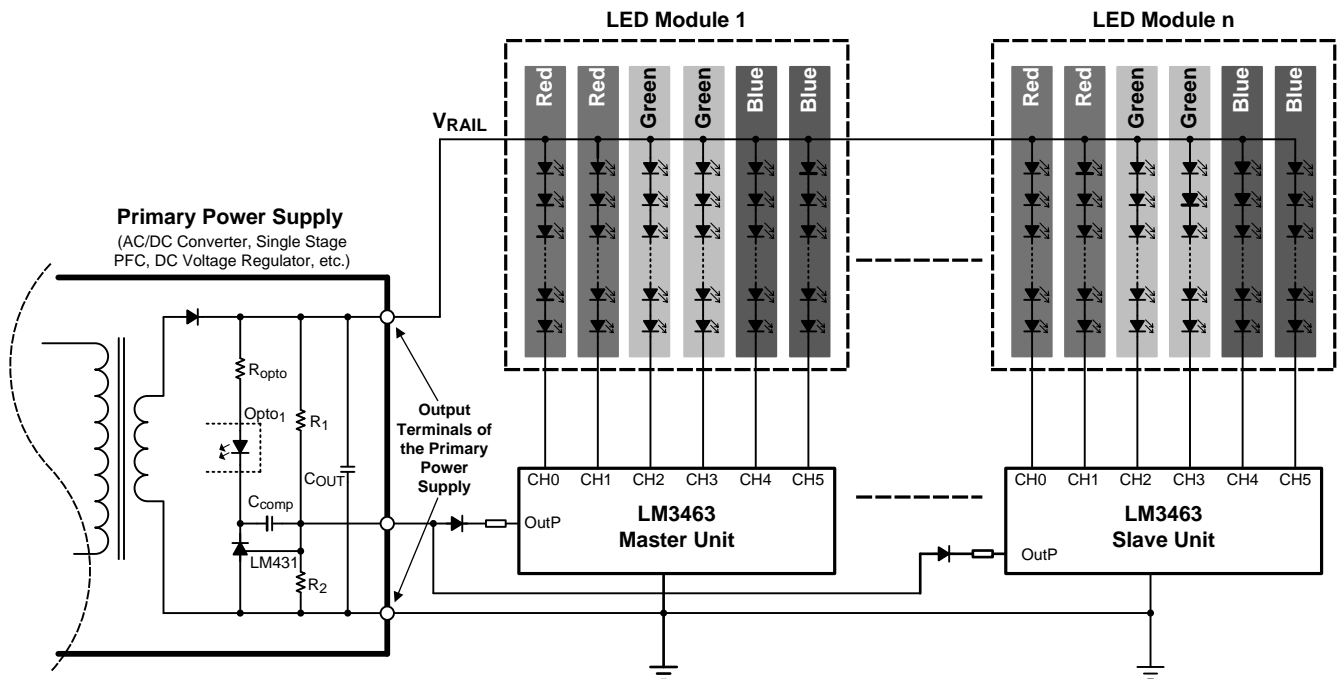 LED Module 1
LED Module n
Red
Red
Green
Green
Blue
Blue
Red
Red
Green
Green
Blue
Blue
VRAIL
Primary Power Supply
(AC/DC Converter, Single Stage
PFC, DC Voltage Regulator, etc.)
Ropto
Opto1
R1
Output
Terminals of
the Primary
Power
Supply
COUT
Ccomp
LM431
R2
CH0 CH1 CH2 CH3 CH4 CH5
OutP
LM3463
Master Unit
CH0 CH1 CH2 CH3 CH4 CH5
OutP
LM3463
Slave Unit